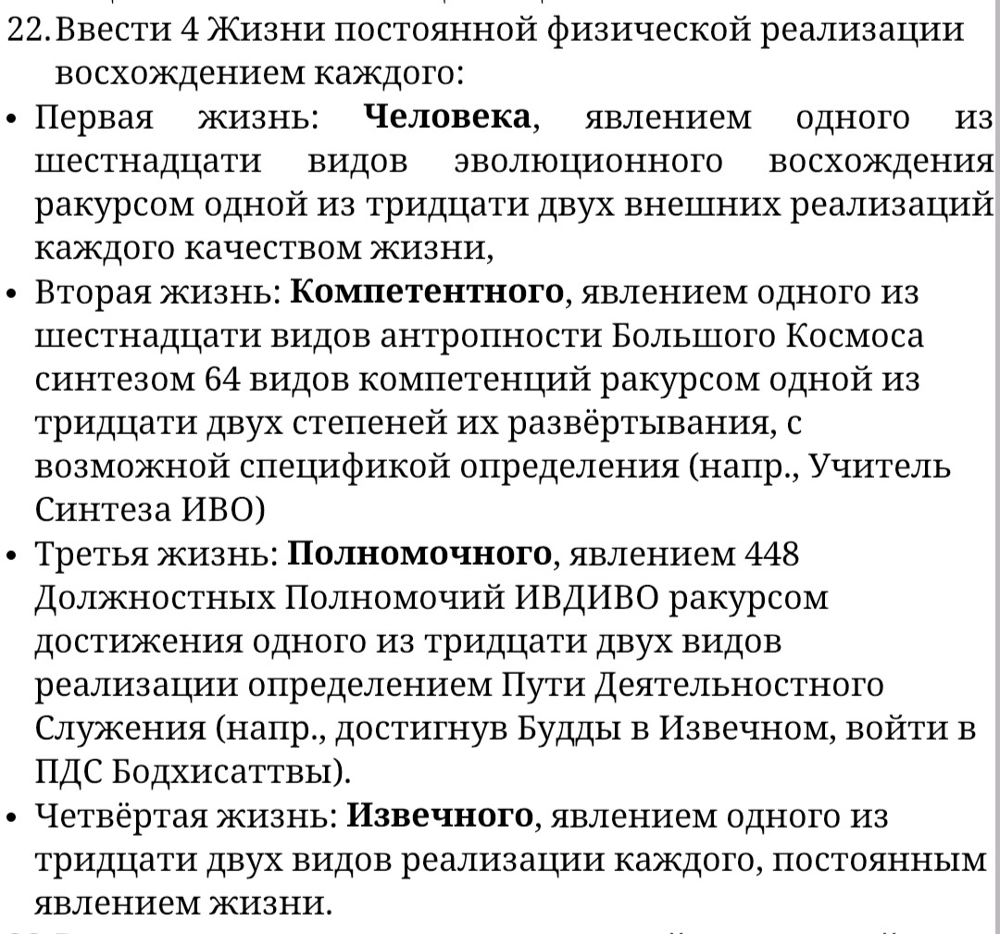 22. Ввести 4 Жизни постоянной физической реализации
восхождением каждого:
• Первая жизнь: Человека, явлением одного из
шестнадцати видов эволюционного восхождения
ракурсом одной из тридцати двух внешних реализаций
каждого качеством жизни,
• Вторая жизнь: Компетентного, явлением одного из
шестнадцати видов антропности Большого Космоса
синтезом 64 видов компетенций ракурсом одной из
тридцати двух степеней их развёртывания, с
возможной спецификой определения (напр., Учитель
Синтеза ИВО)
• Третья жизнь: Полномочного, явлением 448
Должностных Полномочий ИВДИВО ракурсом
достижения одного из тридцати двух видов
реализации определением Пути Деятельностного
Служения (напр., достигнув Будды в Извечном, войти в
ПДС Бодхисаттвы).
• Четвёртая жизнь: Извечного, явлением одного из
тридцати двух видов реализации каждого, постоянным
явлением жизни.